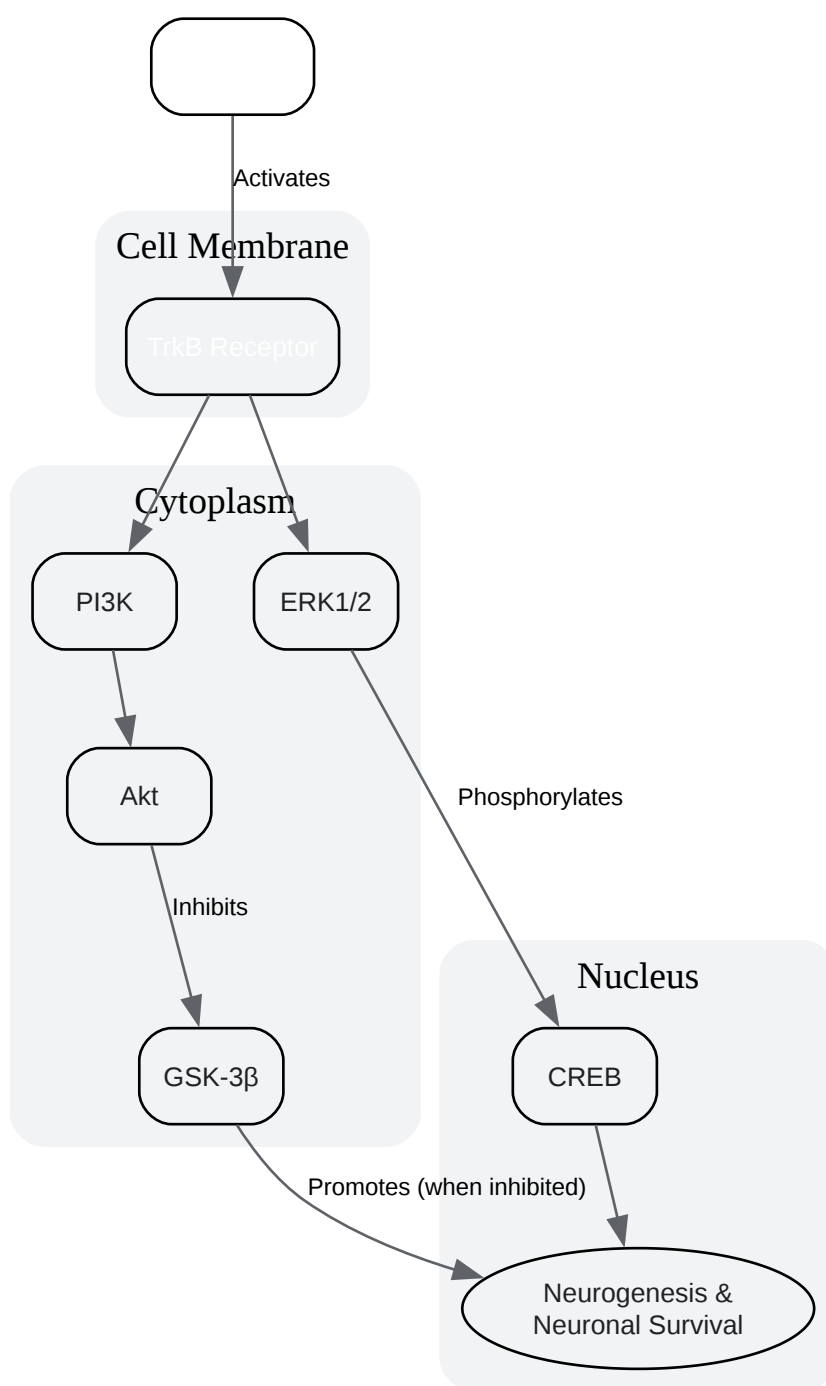 Activates
Cell Membrane
TrkB Receptor
Cytoplasm
PI3K
ERK1/2
Akt
Phosphorylates
Inhibits
Nucleus
GSK-3β
CREB
Promotes (when inhibited)
Neurogenesis &
Neuronal Survival